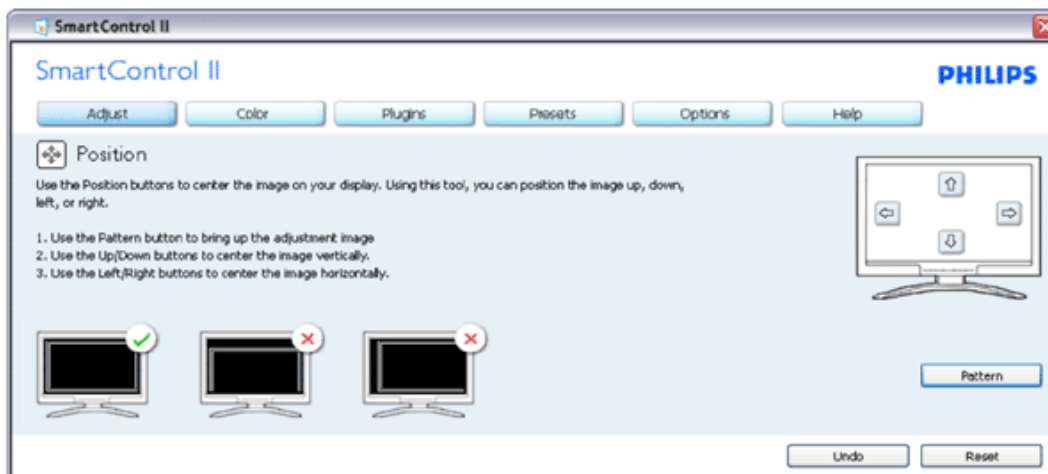 SmartControl II
SmartControl II
PHILIPS
Adjust Color Plugins Presets Options Help
Position
Use the Position buttons to center the image on your display. Using this tool, you can position the image up, down,
left, or right.
1. Use the Pattern button to bring up the adjustment image
2. Use the Up/Down buttons to center the image vertically.
3. Use the Left/Right buttons to center the image horizontally.
Pattern
Undo Reset